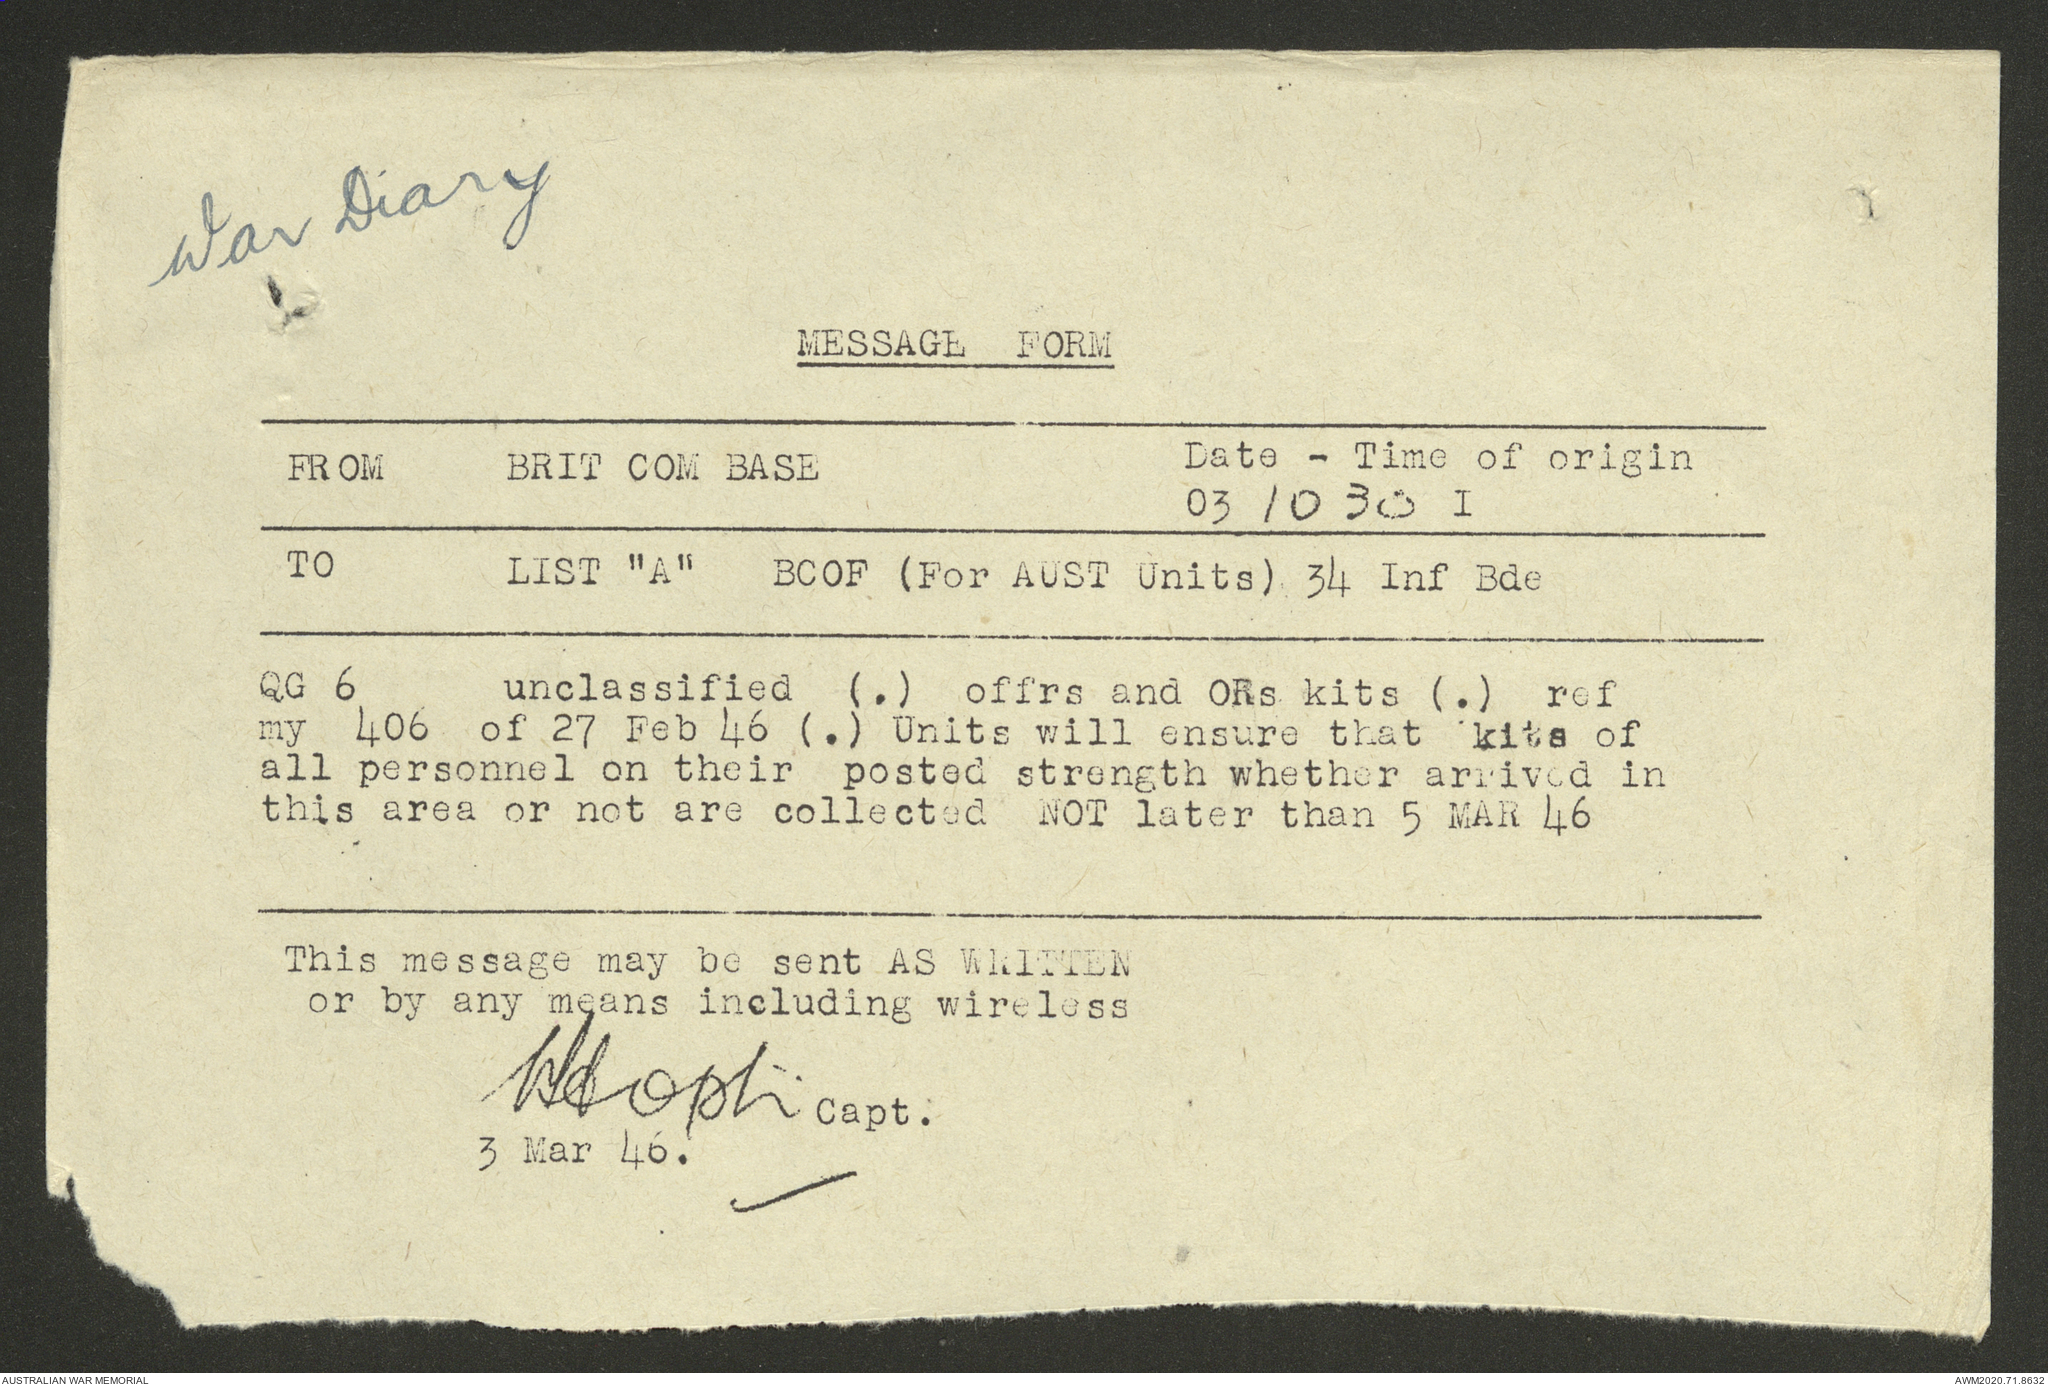 War Diary
MESSAGE FORM
FROM BRIT COM BASE Date - Time of origin
03 1030 I
TO LIST "A" BCOF (For AUST Units) 34 Inf Bde
QG 6 unclassified (.) offrs and ORs kits (.) ref
my 406 of 27 Feb 46 (.) Units will ensure that kits of
all personnel on their posted strength whether arrived in
this area or not are collected NOT later than 5 MAR 46
This message may be sent AS WRITTEN
or by any means including wireless
Capt.
3 Mar 46.
AUSTRALIAN WAR MEMORIAL AWM2020.71.8632